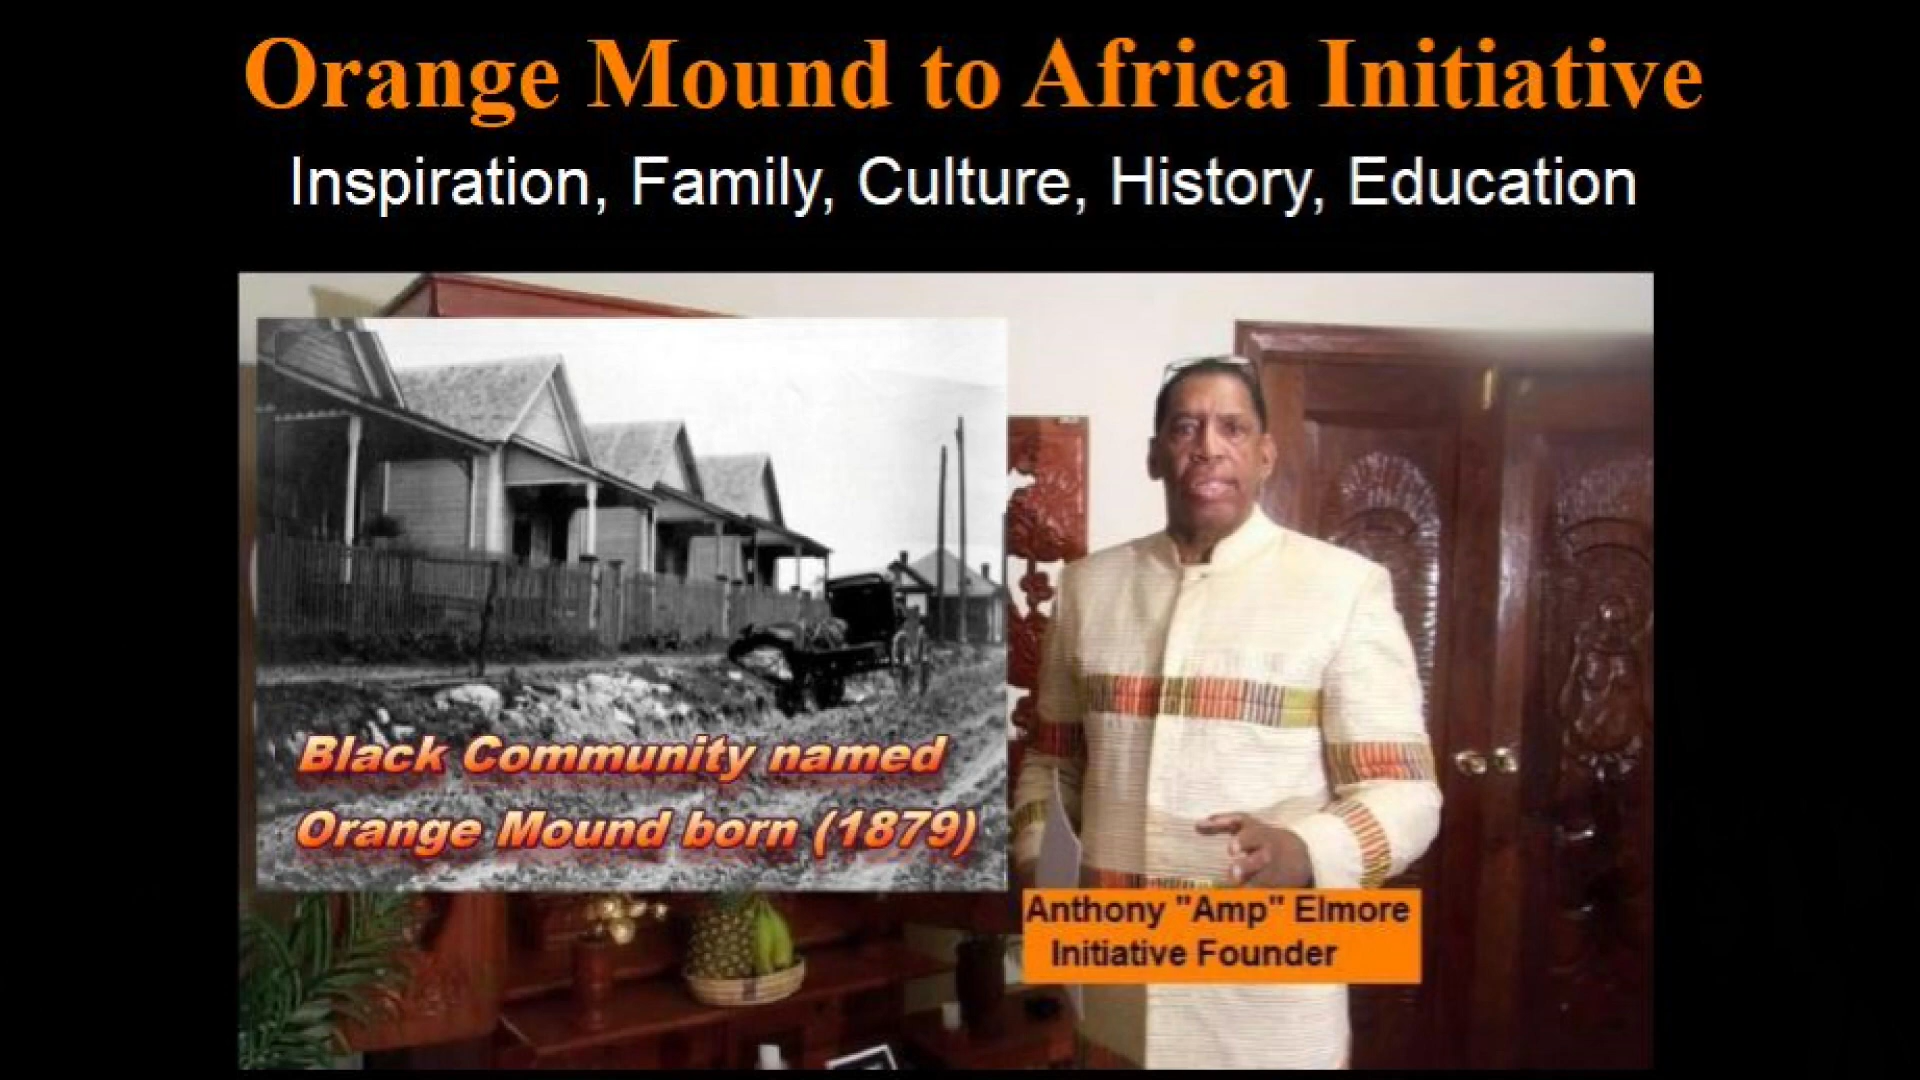 Orange Mound to Africa Initiative
Inspiration, Family, Culture, History, Education
Black Community named
Orange Mound born (1879)
Anthony "Amp" Elmore
Initiative Founder